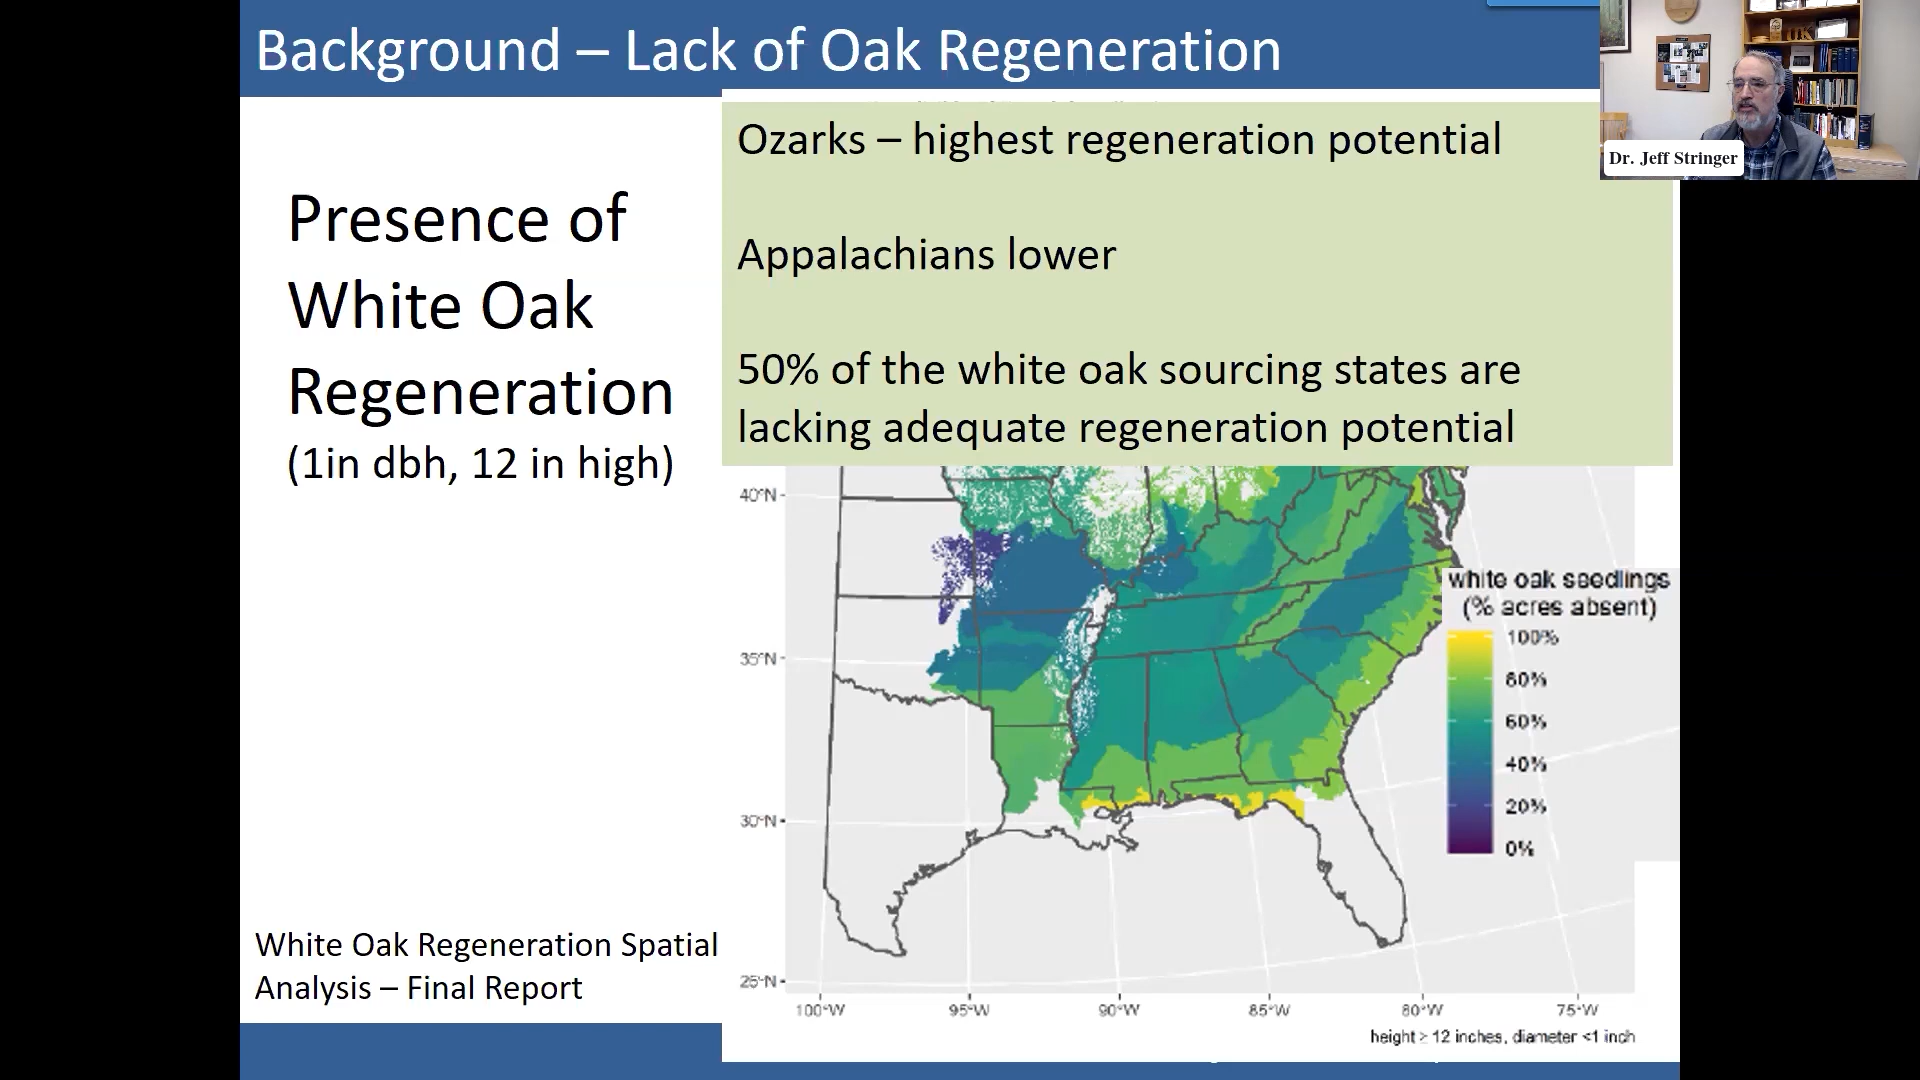 Background – Lack of Oak Regeneration
Dr. Jeff Stringer
Presence of
White Oak
Regeneration
(1in dbh, 12 in high)
Ozarks – highest regeneration potential
Appalachians lower
50% of the white oak sourcing states are
lacking adequate regeneration potential
40°N
35°N
30°N
25°N
100°W
95°W
90°W
85°W
80°W
75°W
white oak seedlings
(% acres absent)
100%
80%
60%
40%
20%
0%
height ≥ 12 inches, diameter <1 inch
White Oak Regeneration Spatial
Analysis – Final Report